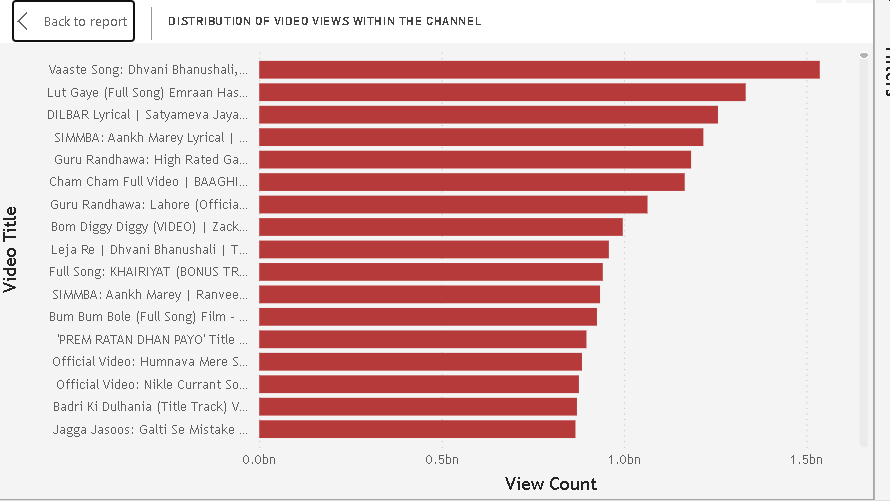 Back to report
DISTRIBUTION OF VIDEO VIEWS WITHIN THE CHANNEL
Vaaste Song: Dhvani Bhanushali,...
Lut Gaye (Full Song) Emraan Has...
DILBAR Lyrical | Satyameva Jaya...
SIMMBA: Aankh Marey Lyrical | ...
Guru Randhawa: High Rated Ga...
Cham Cham Full Video | BAAGHI...
Guru Randhawa: Lahore (Officia...
Bom Diggy Diggy (VIDEO) | Zack...
Leja Re | Dhvani Bhanushali | T...
Full Song: KHAIRIYAT (BONUS TR...
SIMMBA: Aankh Marey | Ranvee...
Bum Bum Bole (Full Song) Film - ...
'PREM RATAN DHAN PAYO' Title ...
Official Video: Humnava Mere S...
Official Video: Nikle Currant So...
Badri Ki Dulhania (Title Track) V...
Jagga Jasoos: Galti Se Mistake ...
Video Title
0.0bn 0.5bn 1.0bn 1.5bn
View Count